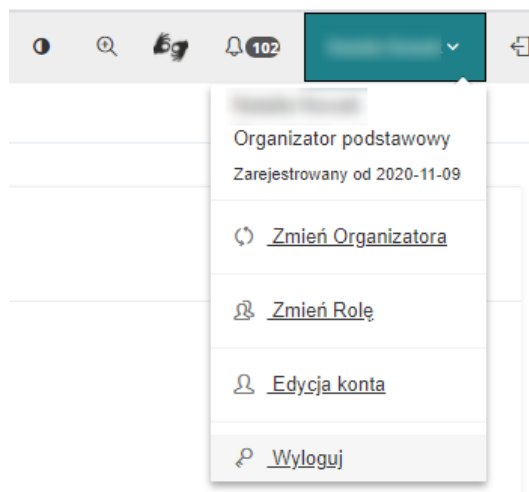 102
Organizator podstawowy
Zarejestrowany od 2020-11-09
Zmień Organizatora
Zmień Rolę
Edycja konta
Wyloguj